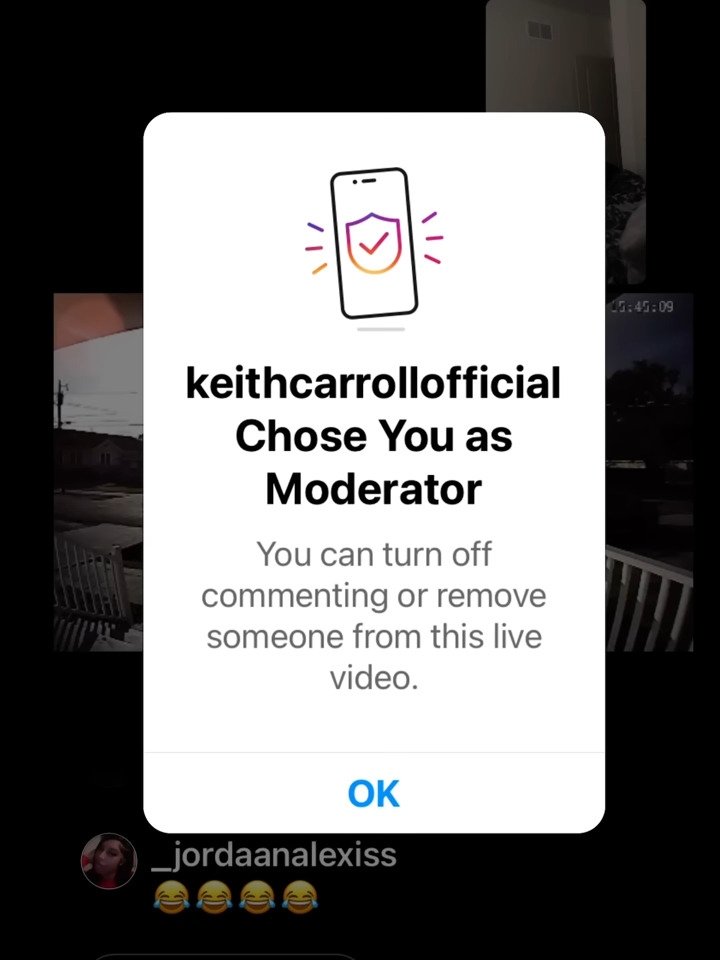 keithcarrollofficial
Chose You as
Moderator
You can turn off
commenting or remove
someone from this live
video.
OK
_jordaanalexiss
😂😂😂😂